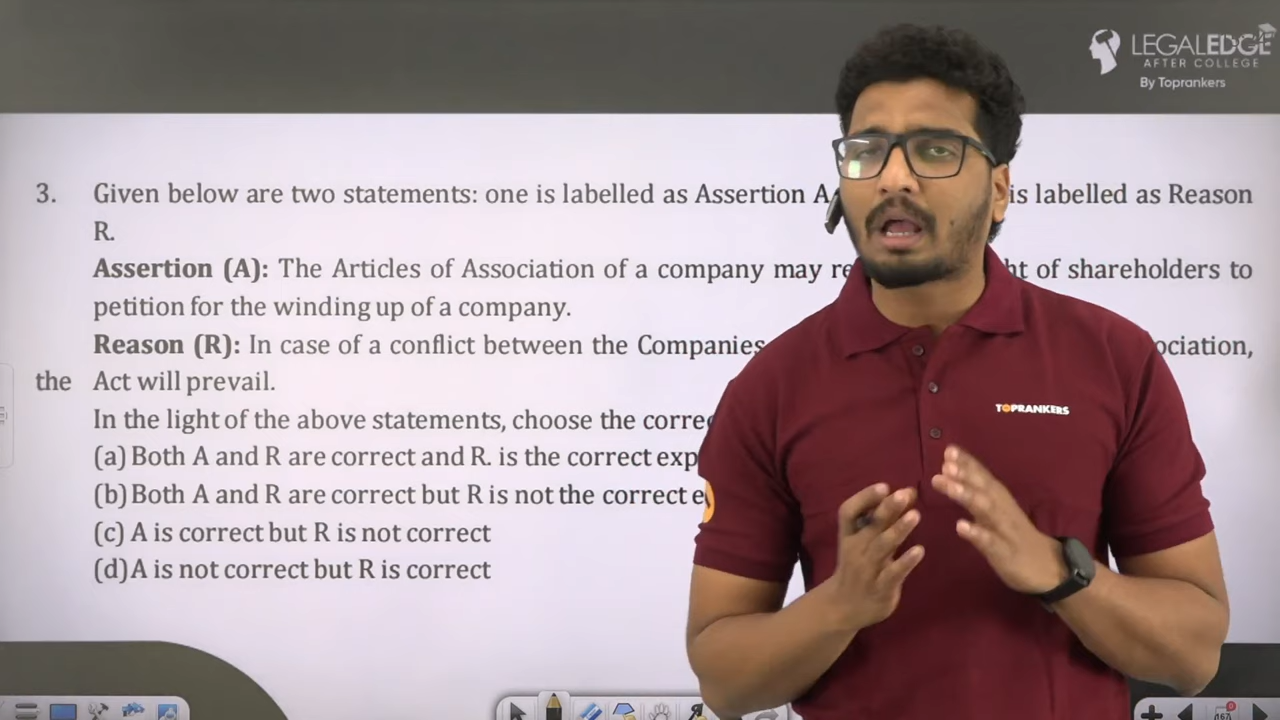 LEGALEDGE
AFTER COLLEGE
By Toprankers
3. Given below are two statements: one is labelled as Assertion A is labelled as Reason
R.
Assertion (A): The Articles of Association of a company may of shareholders to
petition for the winding up of a company.
Reason (R): In case of a conflict between the Companies
the Act will prevail.
In the light of the above statements, choose the
(a) Both A and R are correct and R. is the correct
(b) Both A and R are correct but R is not the correct
(c) A is correct but R is not correct
(d) A is not correct but R is correct
TOPRANKERS